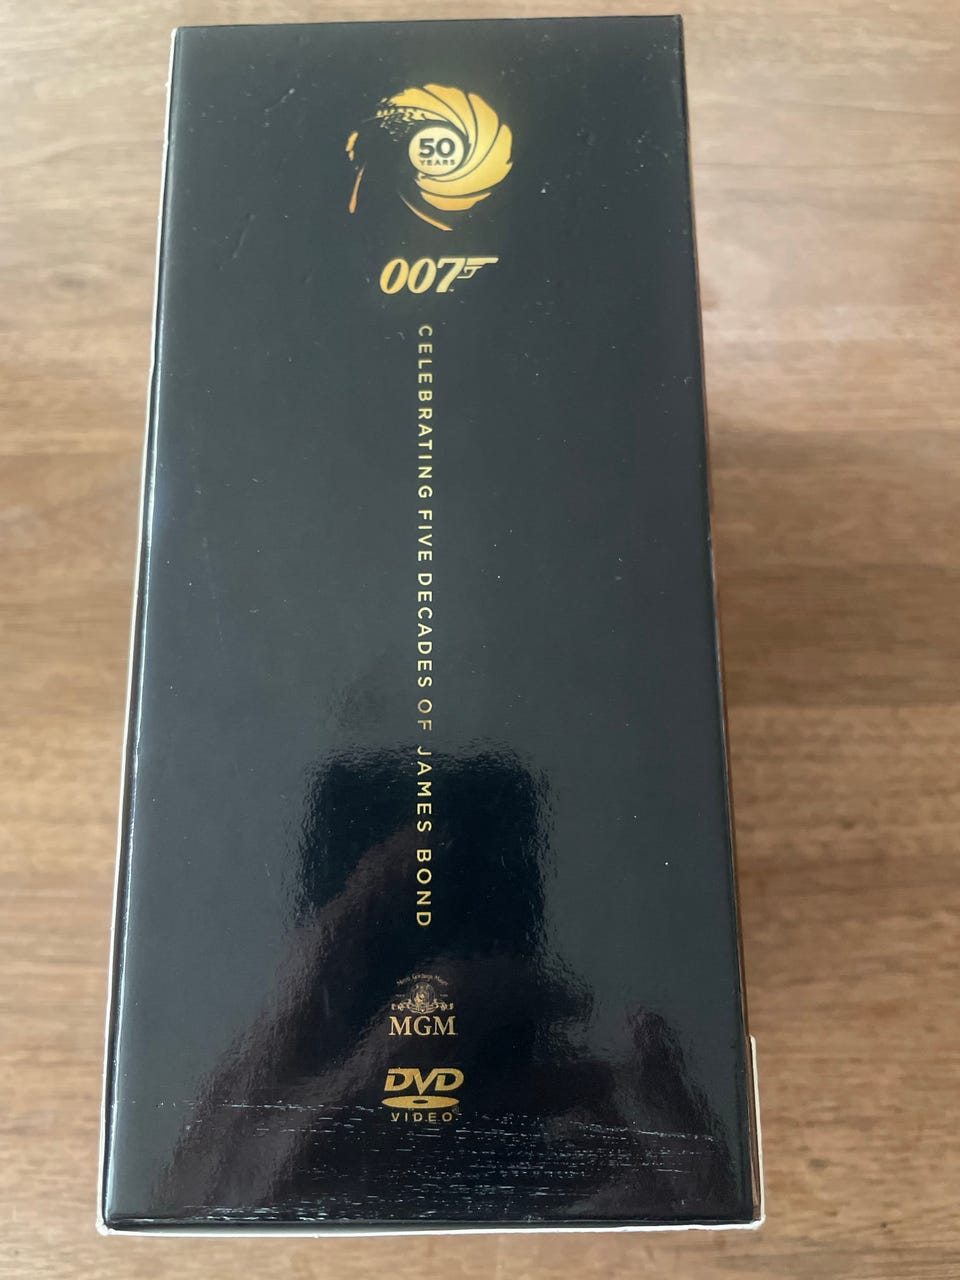 50
YEARS
007
CELEBRATING FIVE DECADES OF JAMES BOND
MGM
DVD
VIDEO